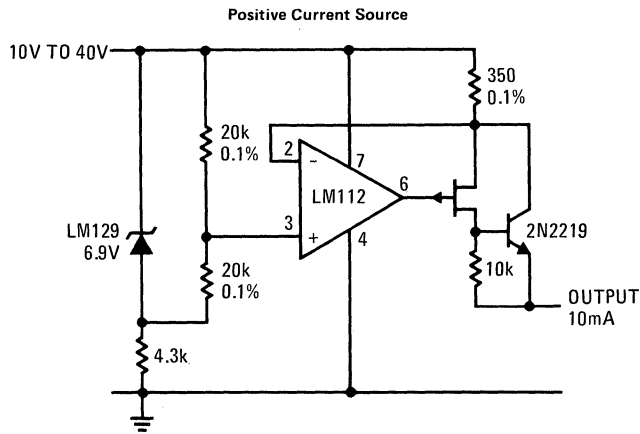 Positive Current Source
10V TO 40V
350
0.1%
20k
0.1%
2
−
7
LM112
6
3
+
4
LM129
6.9V
2N2219
20k
0.1%
10k
OUTPUT
10mA
4.3k